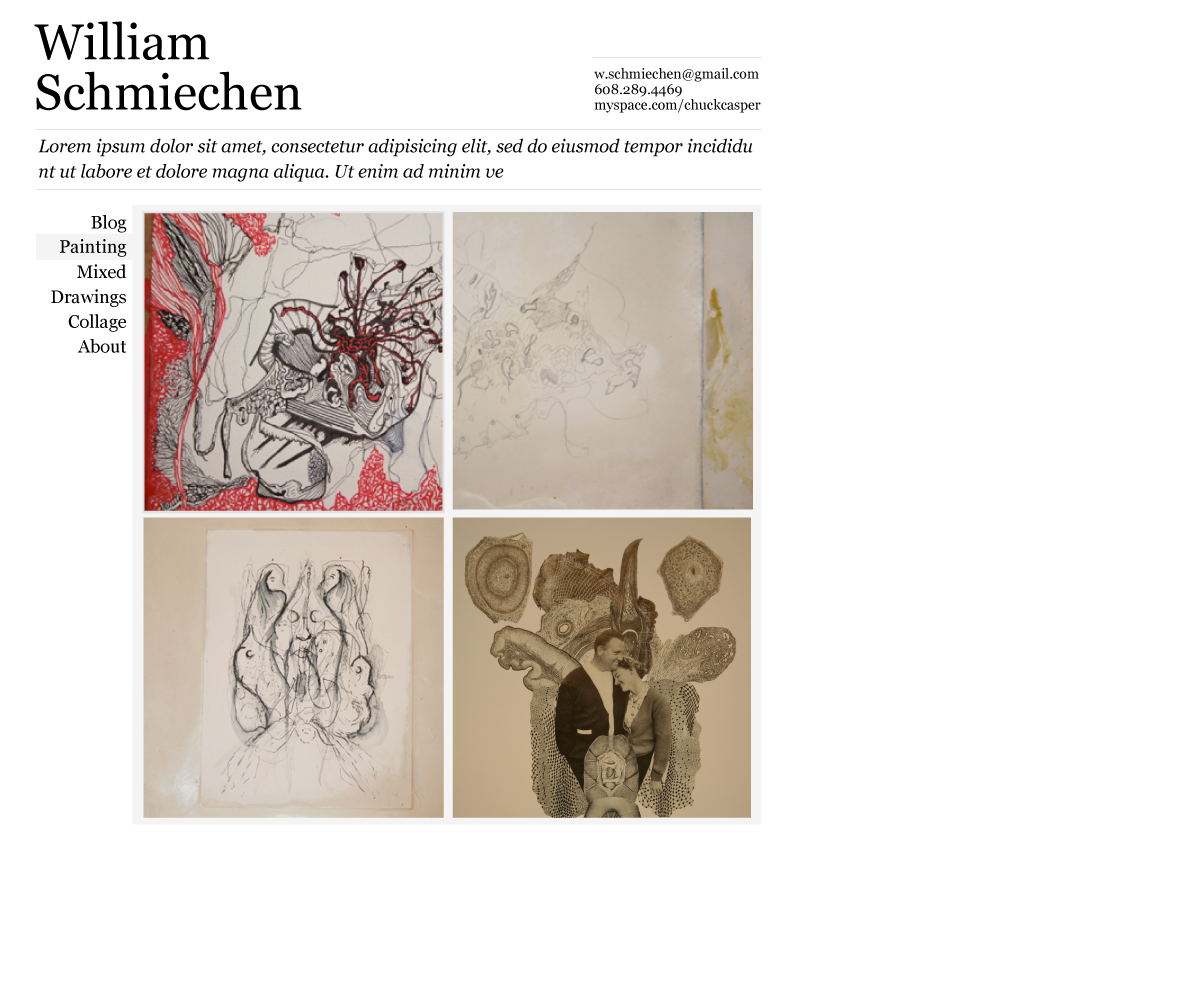 William
Schmiechen
w.schmiechen@gmail.com
608.289.4469
myspace.com/chuckcasper
Lorem ipsum dolor sit amet, consectetur adipisicing elit, sed do eiusmod tempor incididu
nt ut labore et dolore magna aliqua. Ut enim ad minim ve
Blog
Painting
Mixed
Drawings
Collage
About